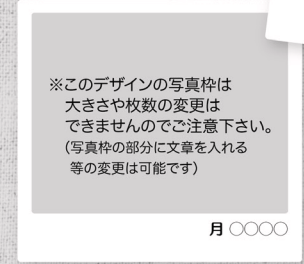 ※このデザインの写真枠は
大きさや枚数の変更は
できませんのでご注意下さい。
（写真枠の部分に文章を入れる
等の変更は可能です）
月 ○○○○